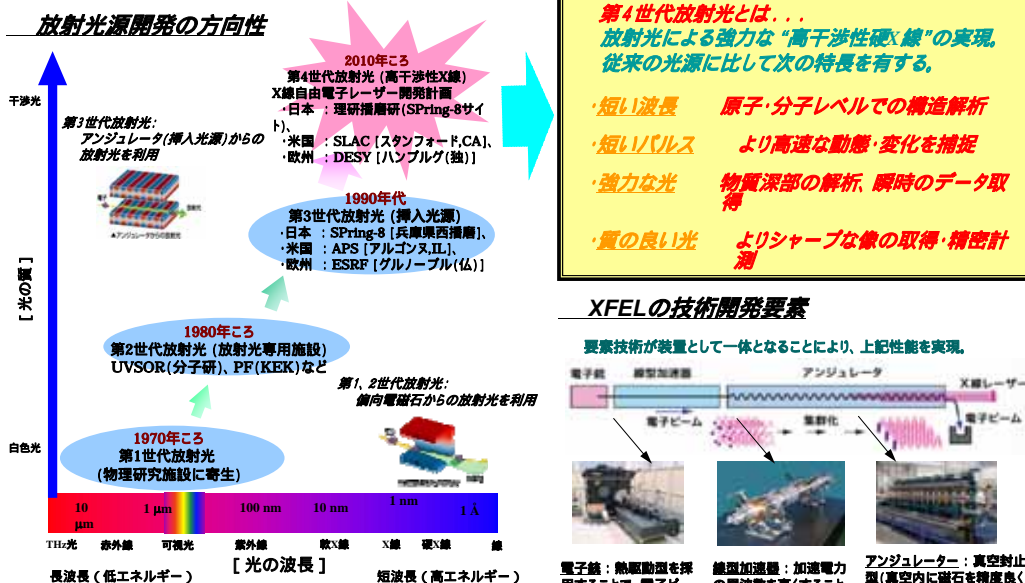 放射光源開発の方向性
干渉光
[ 光の質 ]
白色光
2010年ころ
第4世代放射光 (高干渉性X線)
X線自由電子レーザー開発計画
・日本 : 理研播磨研(SPring-8サイ
ト)、
・米国 : SLAC [スタンフォード,CA]、
・欧州 : DESY [ハンブルグ(独)]
第3世代放射光:
アンジュレータ(挿入光源)からの
放射光を利用
電子
放射光
▲アンジュレータからの放射光
1990年代
第3世代放射光 (挿入光源)
・日本 : SPring-8 [兵庫県西播磨]、
・米国 : APS [アルゴンヌ,IL]、
・欧州 : ESRF [グルノーブル(仏)]
1980年ころ
第2世代放射光 (放射光専用施設)
UVSOR(分子研)、PF(KEK)など
第1、2世代放射光:
偏向電磁石からの放射光を利用
1970年ころ
第1世代放射光
(物理研究施設に寄生)
10 μm
1 μm
100 nm
10 nm
1 nm
1 Å
THz光 赤外線 可視光 紫外線 軟X線 X線 硬X線 線
[ 光の波長 ]
長波長 ( 低エネルギー )
短波長 ( 高エネルギー )
第4世代放射光とは...
放射光による強力な “高干渉性硬X線”の実現。
従来の光源に比して次の特長を有する。
・短い波長 原子・分子レベルでの構造解析
・短いパルス より高速な動態・変化を捕捉
・強力な光 物質深部の解析、瞬時のデータ取
得
・質の良い光 よりシャープな像の取得・精密計
測
XFELの技術開発要素
要素技術が装置として一体となることにより、上記性能を実現。
電子銃
線型加速器
アンジュレータ
X線レーザー
電子ビーム
集群化
電子ビーム
電子銃 : 熱駆動型を採
線型加速器 : 加速電力
アンジュレーター : 真空封止
型(真空内に磁石を精度良く